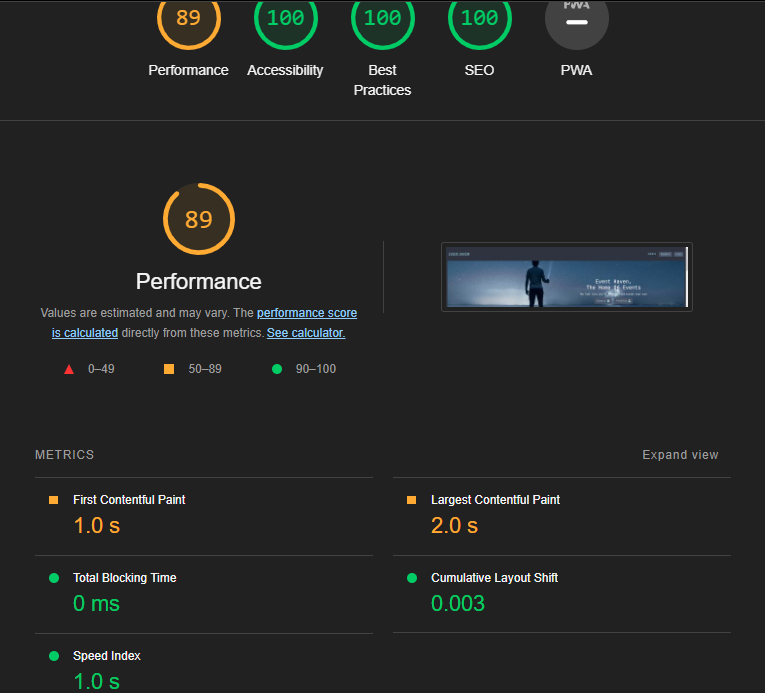 89
100
100
100
PWA
Performance
Accessibility
Best
Practices
SEO
PWA
89
Performance
Values are estimated and may vary. The performance score
is calculated directly from these metrics. See calculator.
0–49
50–89
90–100
Event Haven,
The Home to Events
METRICS
Expand view
First Contentful Paint
1.0 s
Largest Contentful Paint
2.0 s
Total Blocking Time
0 ms
Cumulative Layout Shift
0.003
Speed Index
1.0 s